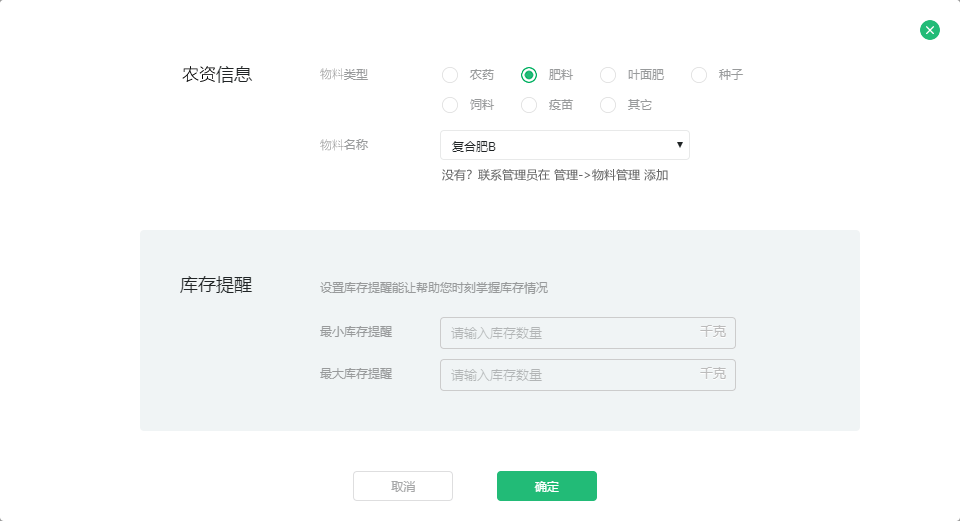 农资信息
物料类型
农药 肥料 叶面肥 种子
饲料 疫苗 其它
物料名称
复合肥B
没有? 联系管理员在 管理->物料管理 添加
库存提醒
设置库存提醒能让帮助您时刻掌握库存情况
最小库存提醒
请输入库存数量 千克
最大库存提醒
请输入库存数量 千克
取消 确定